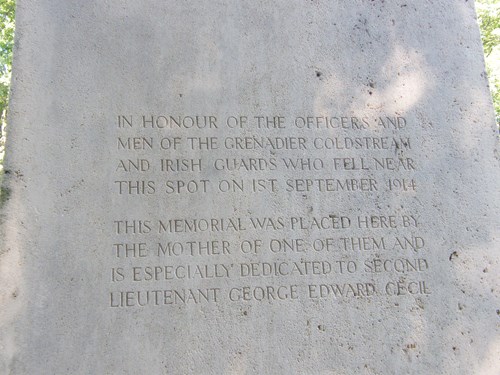 IN HONOUR OF THE OFFICERS AND
MEN OF THE GRENADIER COLDSTREAM
AND IRISH GUARDS WHO FELL NEAR
THIS SPOT ON 1ST SEPTEMBER 1914
THIS MEMORIAL WAS PLACED HERE BY
THE MOTHER OF ONE OF THEM AND
IS ESPECIALLY DEDICATED TO SECOND
LIEUTENANT GEORGE EDWARD CECIL